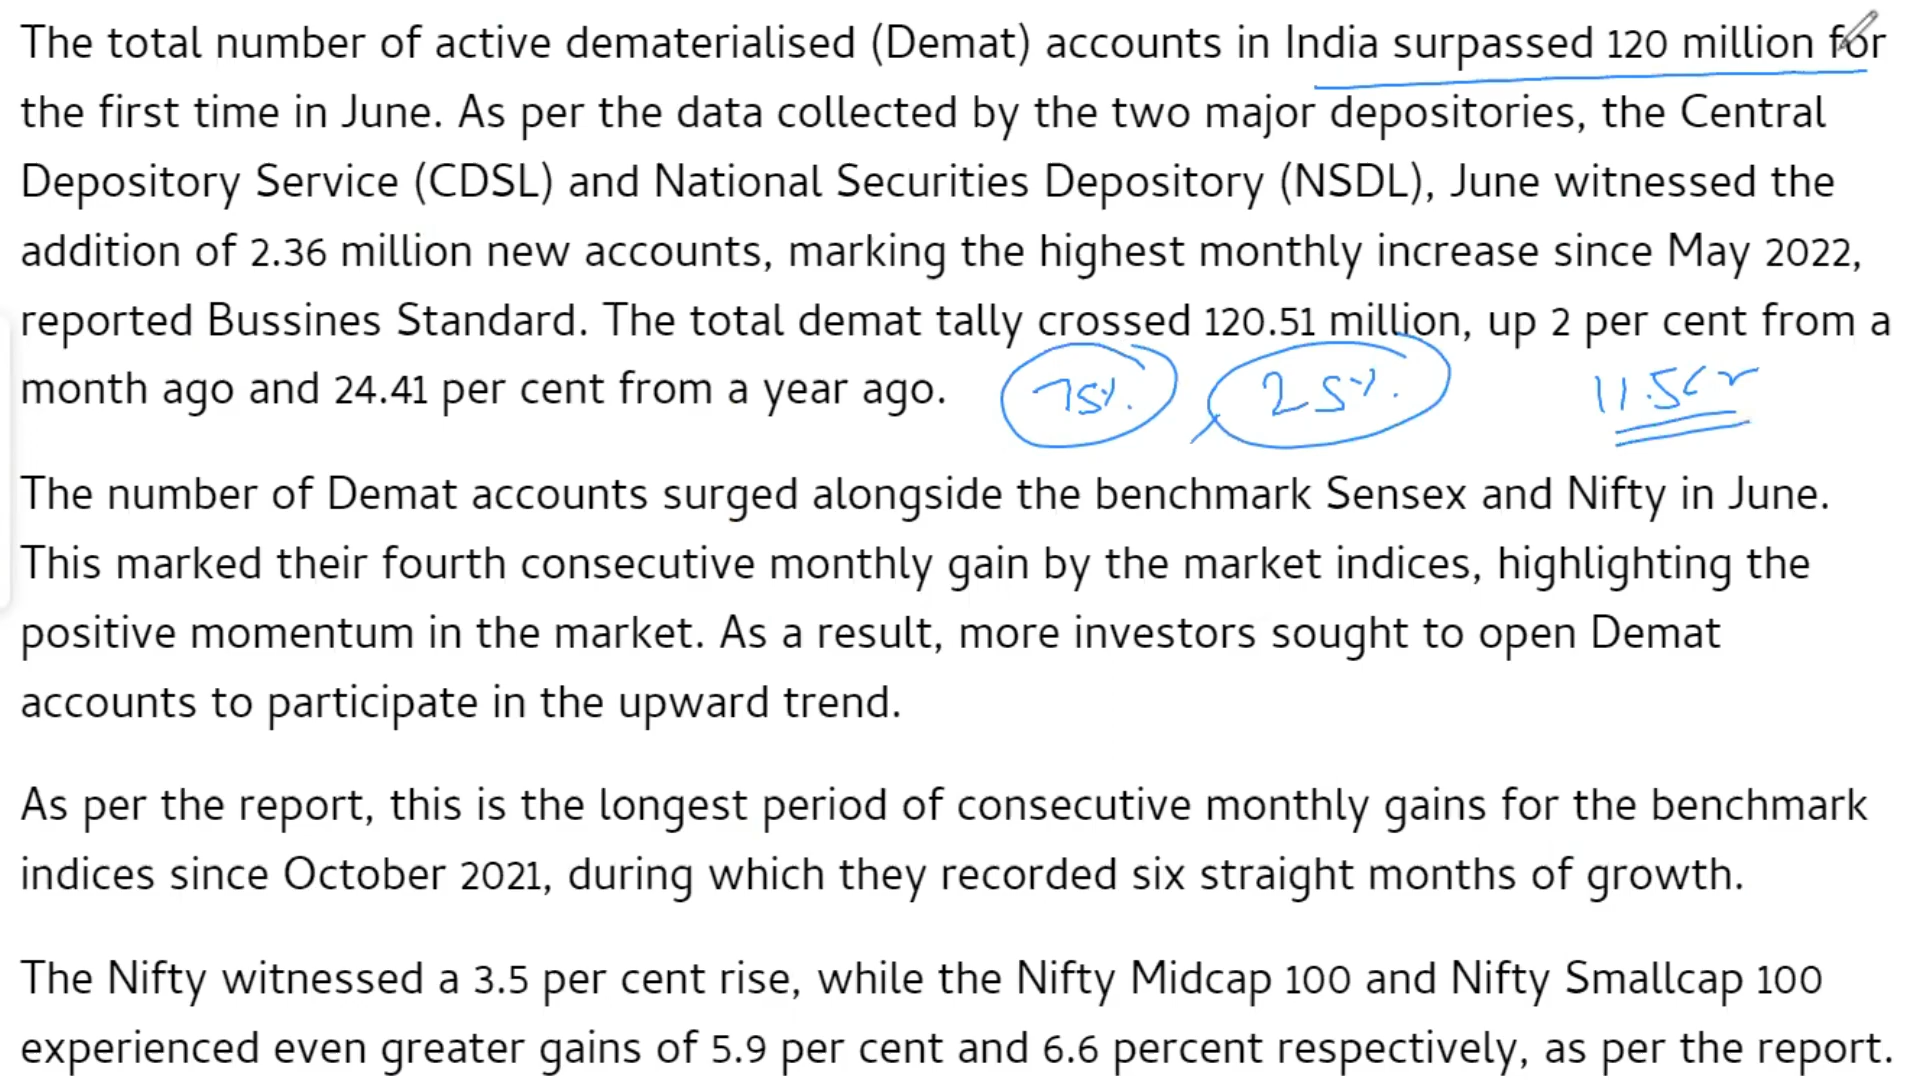 The total number of active dematerialised (Demat) accounts in India surpassed 120 million for
the first time in June. As per the data collected by the two major depositories, the Central
Depository Service (CDSL) and National Securities Depository (NSDL), June witnessed the
addition of 2.36 million new accounts, marking the highest monthly increase since May 2022,
reported Bussines Standard. The total demat tally crossed 120.51 million, up 2 per cent from a
month ago and 24.41 per cent from a year ago.
75%. 25%. 11.5Cr
The number of Demat accounts surged alongside the benchmark Sensex and Nifty in June.
This marked their fourth consecutive monthly gain by the market indices, highlighting the
positive momentum in the market. As a result, more investors sought to open Demat
accounts to participate in the upward trend.
As per the report, this is the longest period of consecutive monthly gains for the benchmark
indices since October 2021, during which they recorded six straight months of growth.
The Nifty witnessed a 3.5 per cent rise, while the Nifty Midcap 100 and Nifty Smallcap 100
experienced even greater gains of 5.9 per cent and 6.6 percent respectively, as per the report.